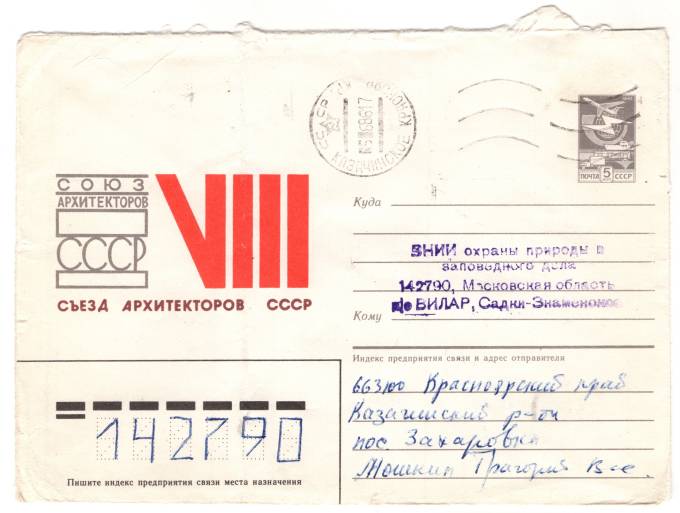 СОЮЗ
АРХИТЕКТОРОВ
СССР
VIII
СЪЕЗД АРХИТЕКТОРОВ СССР
КАЗАЧИНСКОЕ
ПОЧТА 5 СССР
Куда
ВНИИ охраны природы и
заповедного дела
142790, Московская область
п/о ВИЛАР, Садки-Знаменское
Кому
Индекс предприятия связи и адрес отправителя
663100 Красноярский край
Казачинский р-он
пос. Захаровка
Мошкин Григорий
142790
Пишите индекс предприятия связи места назначения